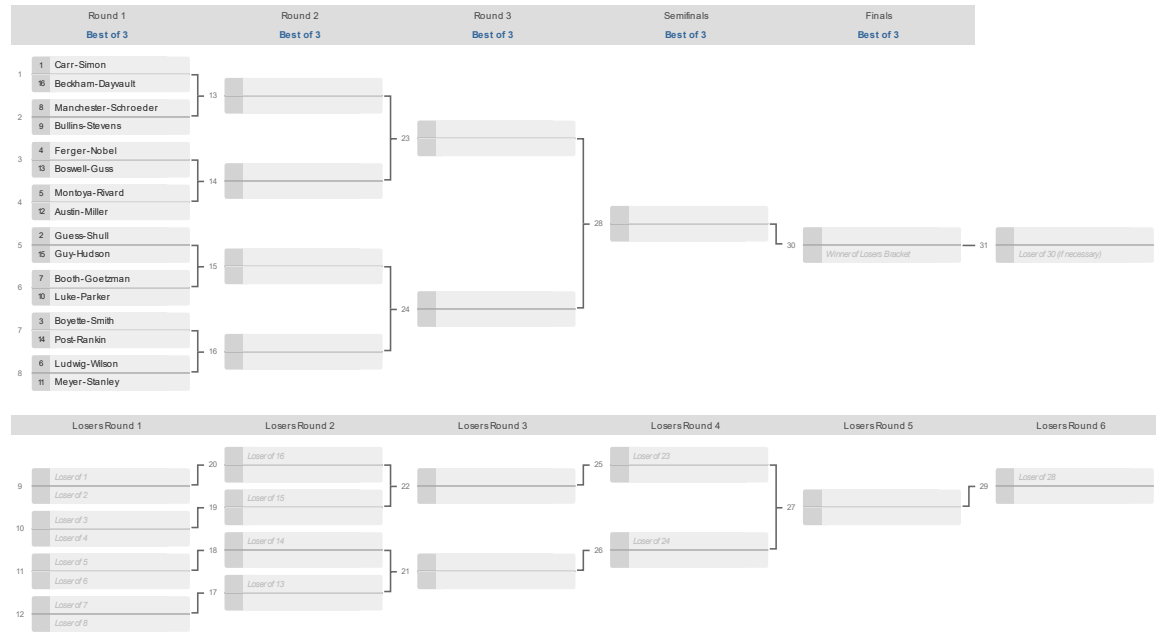 Round 1 Round 2 Round 3 Semifinals Finals
Best of 3 Best of 3 Best of 3 Best of 3 Best of 3
1
1 Carr-Simon
16 Beckham-Dayvault
2
8 Manchester-Schroeder
9 Bullins-Stevens
3
4 Ferger-Nobel
13 Boswell-Guss
4
5 Montoya-Rivard
12 Austin-Miller
5
2 Guess-Shull
15 Guy-Hudson
6
7 Booth-Goetzman
10 Luke-Parker
7
3 Boyette-Smith
14 Post-Rankin
8
6 Ludwig-Wilson
11 Meyer-Stanley
13
14
15
16
23
24
28
30
Winner of Losers Bracket
31
Loser of 30 (if necessary)
Losers Round 1 Losers Round 2 Losers Round 3 Losers Round 4 Losers Round 5 Losers Round 6
9
Loser of 1
Loser of 2
10
Loser of 3
Loser of 4
11
Loser of 5
Loser of 6
12
Loser of 7
Loser of 8
20
Loser of 16
19
Loser of 15
18
Loser of 14
17
Loser of 13
22
21
25
Loser of 23
26
Loser of 24
27
29
Loser of 28